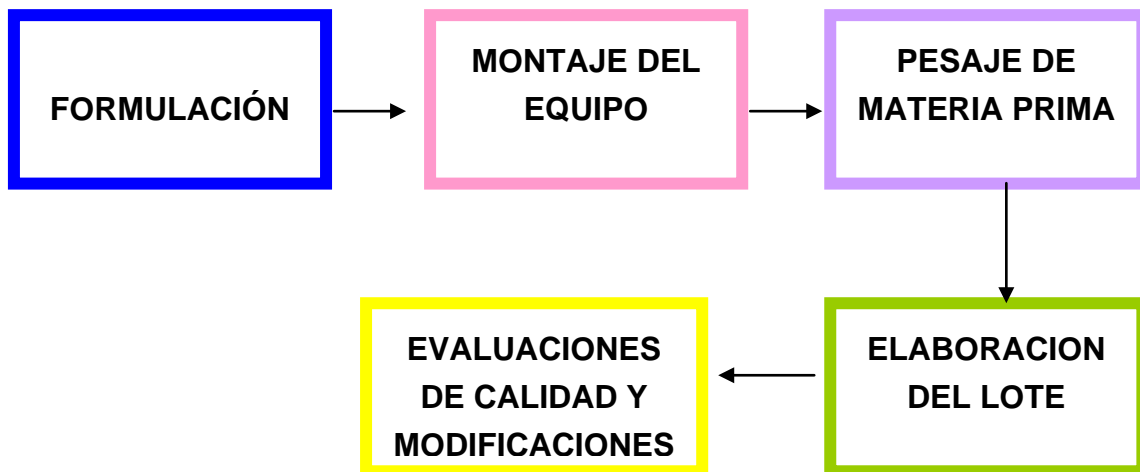 FORMULACIÓN
MONTAJE DEL
EQUIPO
PESAJE DE
MATERIA PRIMA
ELABORACION
DEL LOTE
EVALUACIONES
DE CALIDAD Y
MODIFICACIONES